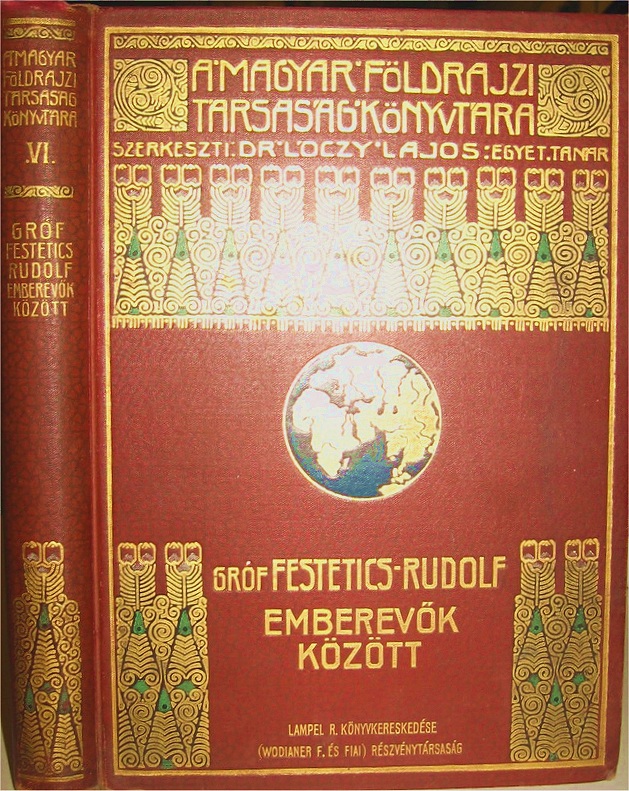 A MAGYAR
FÖLDRAJZI
TÁRSASÁG
KÖNYVTÁRA
.VI.
GRÓF
FESTETICS
RUDOLF
EMBEREVŐK
KÖZÖTT
A MAGYAR FÖLDRAJZI
TÁRSASÁG KÖNYVTÁRA
SZERKESZTI: DR LÓCZY LAJOS: EGYET. TANÁR
GRÓF FESTETICS-RUDOLF
EMBEREVŐK
KÖZÖTT
LAMPEL R. KÖNYVKERESKEDÉSE
(WODIANER F. ÉS FIAI) RÉSZVÉNYTÁRSASÁG